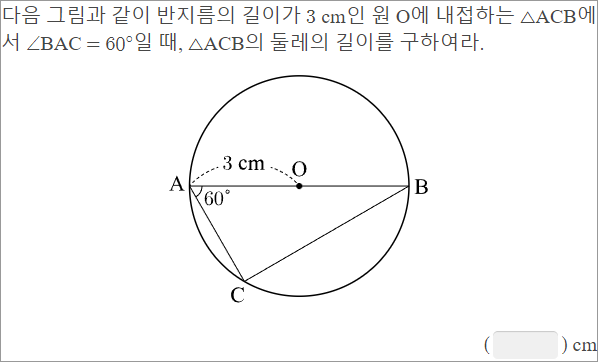 다음 그림과 같이 반지름의 길이가 3 cm인 원 O에 내접하는 △ACB에
서 ∠BAC = 60°일 때, △ACB의 둘레의 길이를 구하여라.
3 cm
O
A
B
60°
C
( ) cm